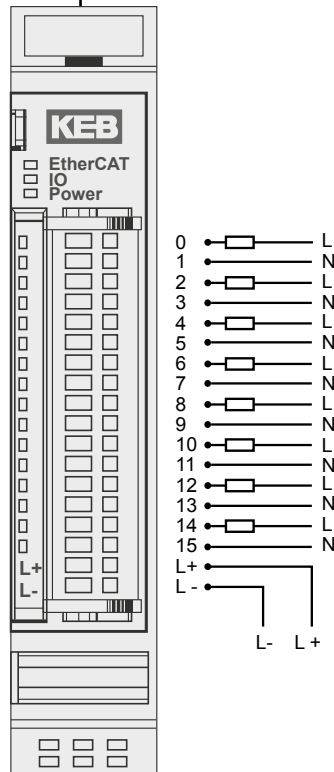 KEB
EtherCAT
IO
Power
0 L
1 N
2 L
3 N
4 L
5 N
6 L
7 N
8 L
9 N
10 L
11 N
12 L
13 N
14 L
15 N
L+
L -
L+
L-
L- L +